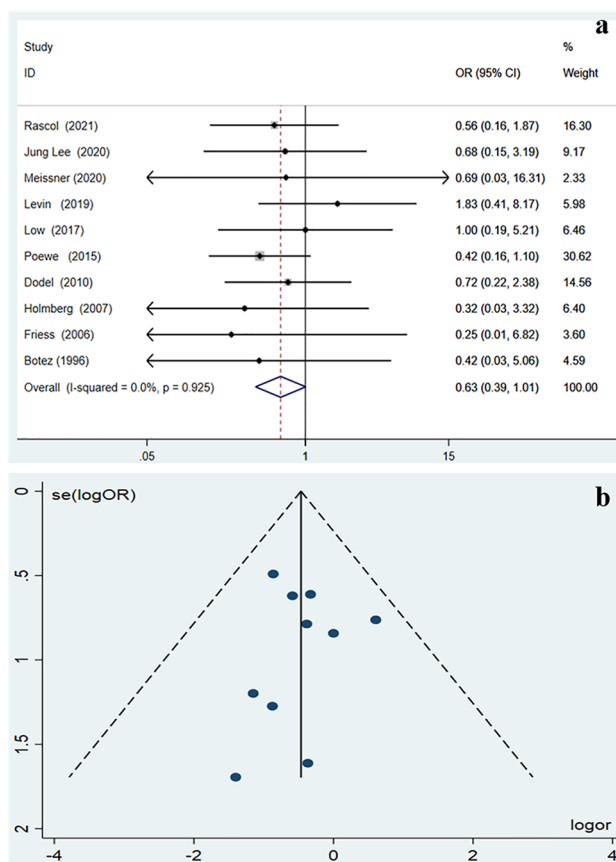 a
Study %
ID OR (95% CI) Weight
Rascol (2021) 0.56 (0.16, 1.87) 16.30
Jung Lee (2020) 0.68 (0.15, 3.19) 9.17
Meissner (2020) 0.69 (0.03, 16.31) 2.33
Levin (2019) 1.83 (0.41, 8.17) 5.98
Low (2017) 1.00 (0.19, 5.21) 6.46
Poewe (2015) 0.42 (0.16, 1.10) 30.62
Dodel (2010) 0.72 (0.22, 2.38) 14.56
Holmberg (2007) 0.32 (0.03, 3.32) 6.40
Friess (2006) 0.25 (0.01, 6.82) 3.60
Botez (1996) 0.42 (0.03, 5.06) 4.59
Overall (I-squared = 0.0%, p = 0.925) 0.63 (0.39, 1.01) 100.00
.05 1 15
b
0 se(logOR)
.5
1
1.5
2
logor
-4 -2 0 2 4